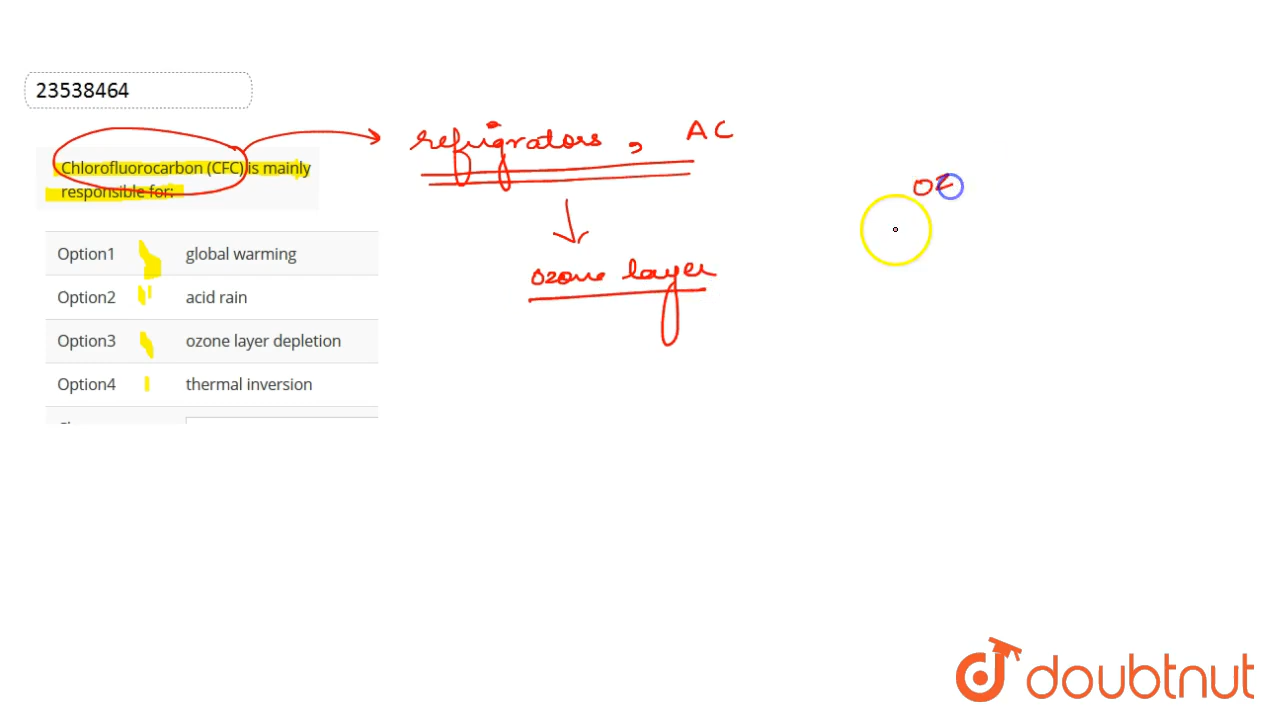 23538464
Chlorofluorocarbon (CFC) is mainly
responsible for:
refrigrators, AC
ozone layer
oz
Option1 global warming
Option2 acid rain
Option3 ozone layer depletion
Option4 thermal inversion
doubtnut